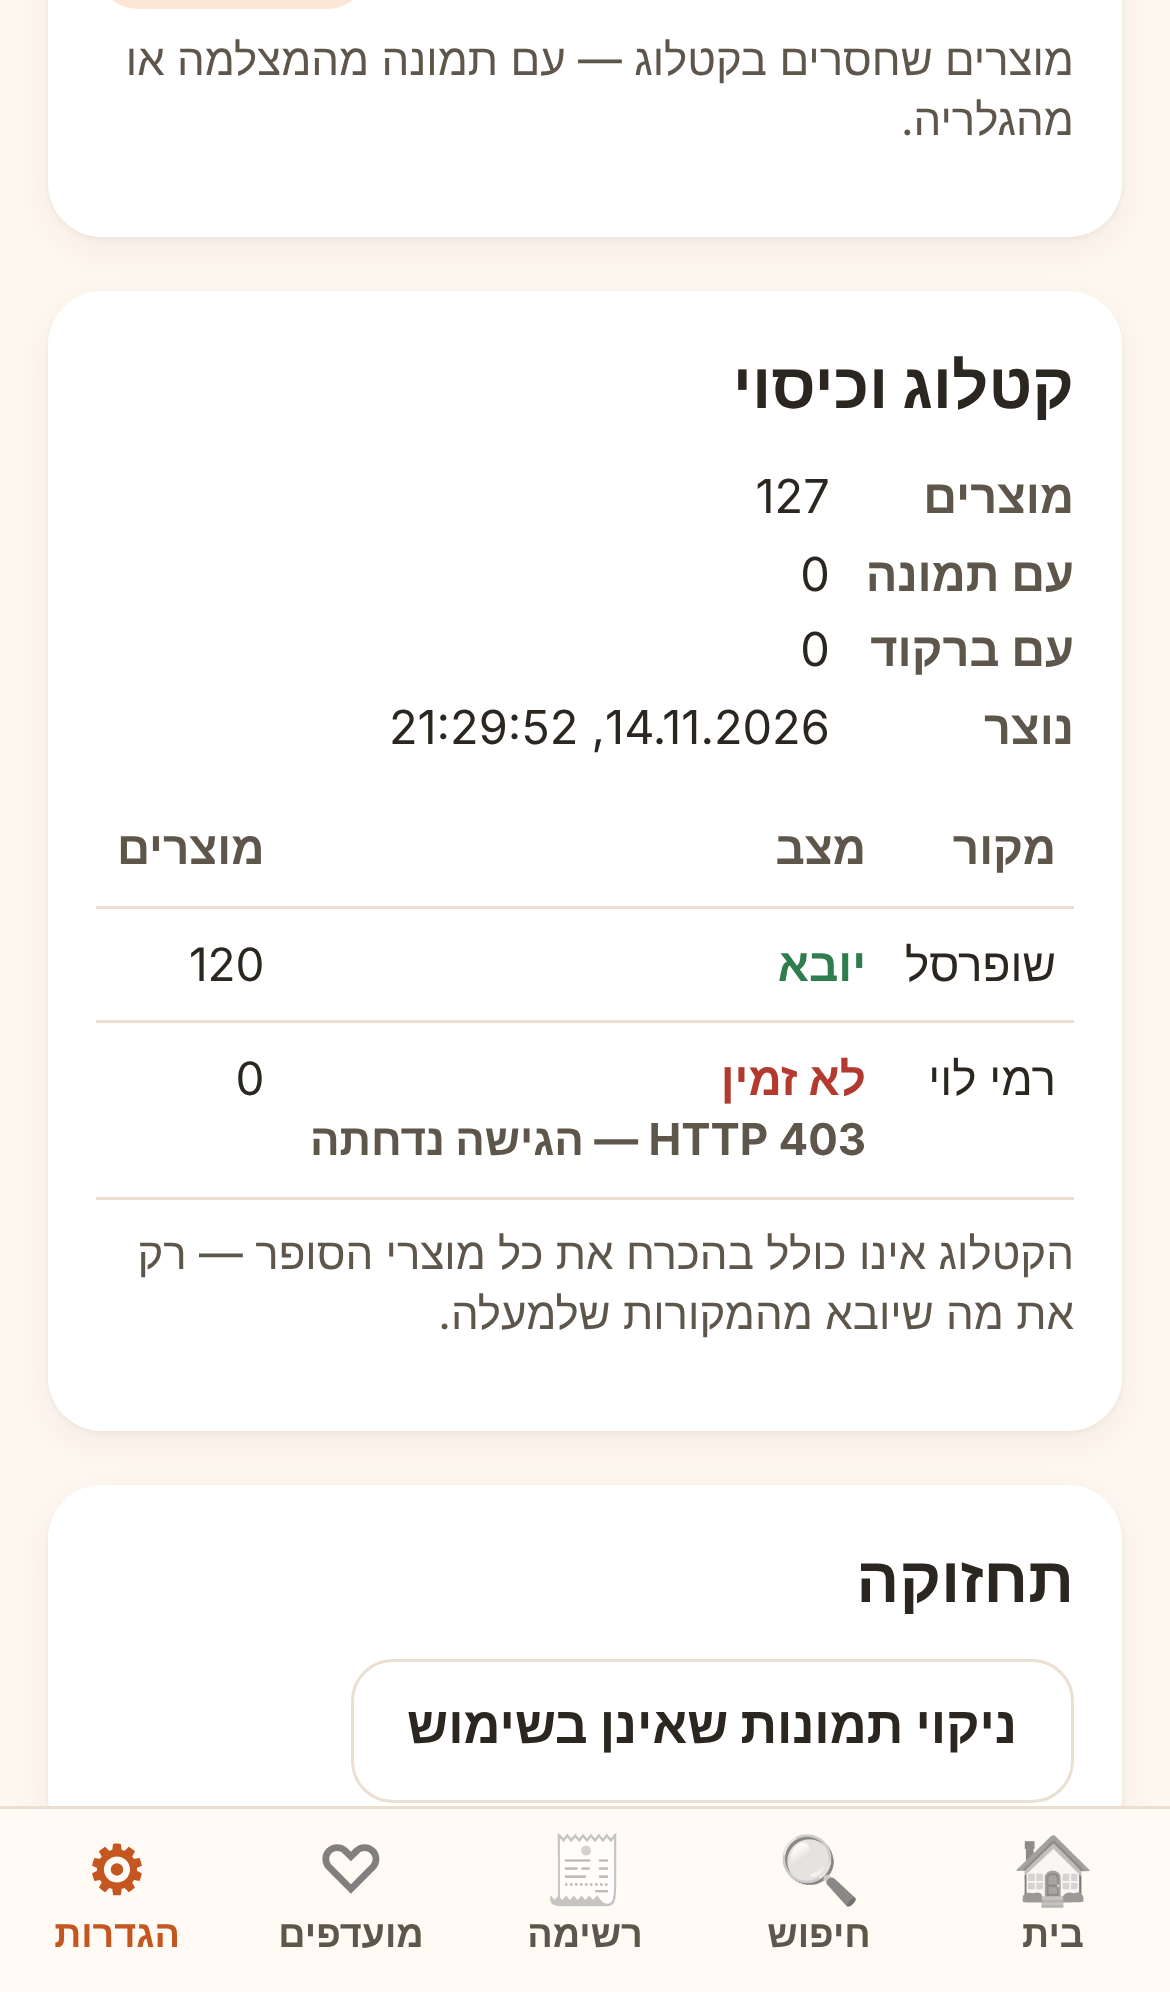 מוצרים שחסרים בקטלוג — עם תמונה מהמצלמה או
מהגלריה.
קטלוג וכיסוי
מוצרים 127
עם תמונה 0
עם ברקוד 0
נוצר 14.11.2026, 21:29:52
מקור מצב מוצרים
שופרסל יובא 120
רמי לוי לא זמין 0
HTTP 403 — הגישה נדחתה
הקטלוג אינו כולל בהכרח את כל מוצרי הסופר — רק
את מה שיובא מהמקורות שלמעלה.
תחזוקה
ניקוי תמונות שאינן בשימוש
בית חיפוש רשימה מועדפים הגדרות